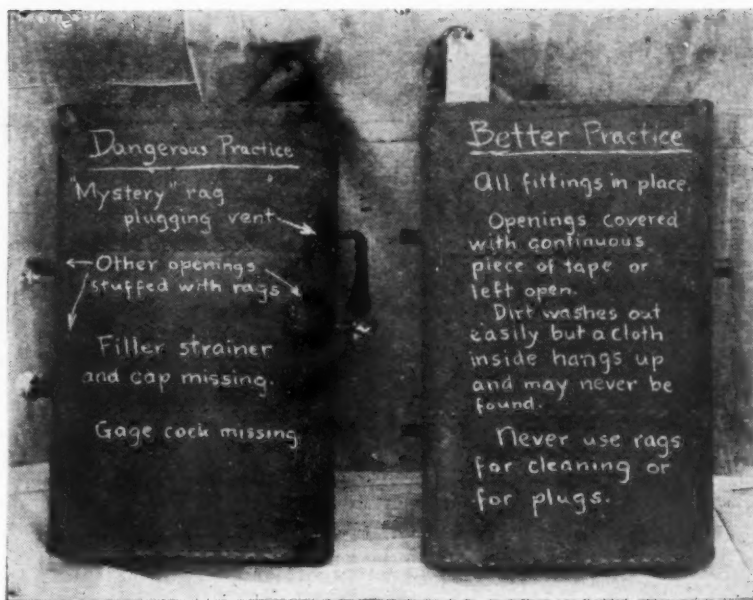 Dangerous Practice
"Mystery" rag
plugging vent
Other openings
stuffed with rags
Filler strainer
and cap missing.
Gage cock missing
Better Practice
All fittings in place.
Openings covered
with continuous
piece of tape or
left open.
Dirt washes out
easily but a cloth
inside hangs up
and may never be
found.
Never use rags
for cleaning or
for plugs.